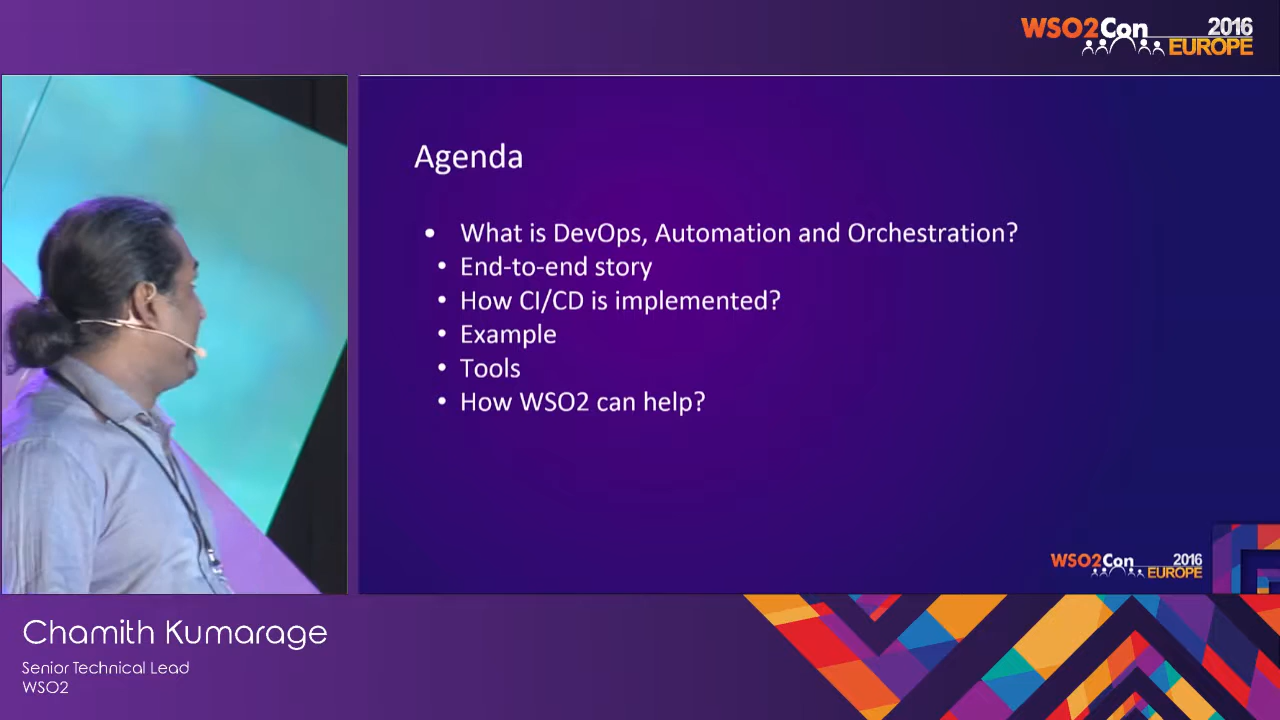 WSO2Con 2016
EUROPE
Agenda
• What is DevOps, Automation and Orchestration?
• End-to-end story
• How CI/CD is implemented?
• Example
• Tools
• How WSO2 can help?
WSO2Con 2016
EUROPE
Chamith Kumarage
Senior Technical Lead
WSO2